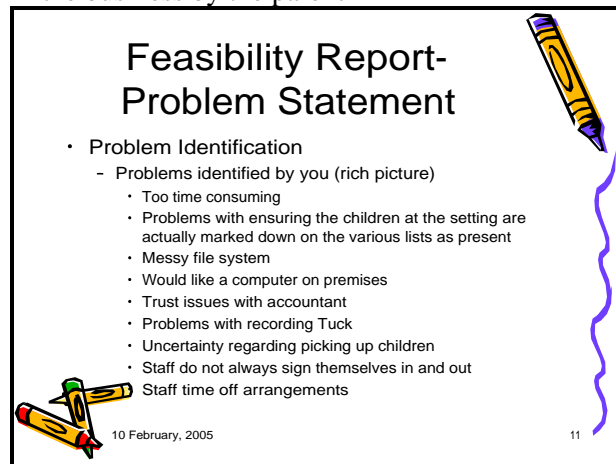 Feasibility Report-
Problem Statement
• Problem Identification
– Problems identified by you (rich picture)
• Too time consuming
• Problems with ensuring the children at the setting are
actually marked down on the various lists as present
• Messy file system
• Would like a computer on premises
• Trust issues with accountant
• Problems with recording Tuck
• Uncertainty regarding picking up children
• Staff do not always sign themselves in and out
Staff time off arrangements
10 February, 2005
11